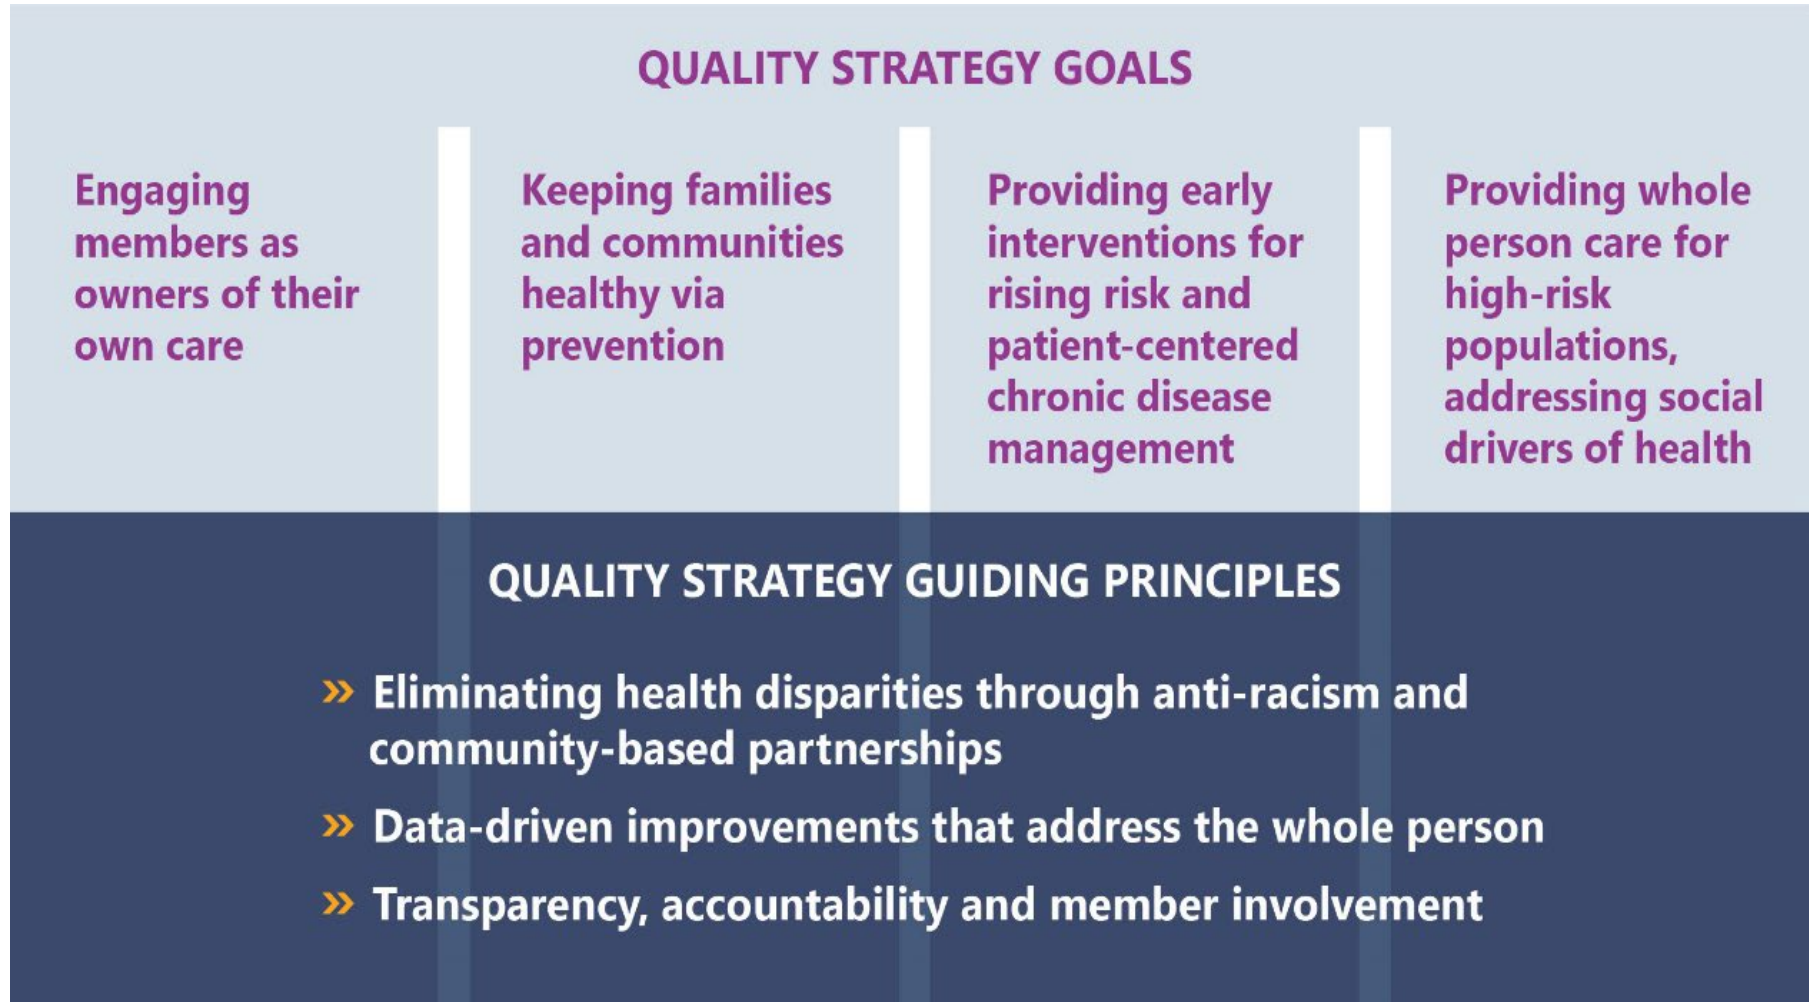 QUALITY STRATEGY GOALS
Engaging
members as
owners of their
own care
Keeping families
and communities
healthy via
prevention
Providing early
interventions for
rising risk and
patient-centered
chronic disease
management
Providing whole
person care for
high-risk
populations,
addressing social
drivers of health
QUALITY STRATEGY GUIDING PRINCIPLES
» Eliminating health disparities through anti-racism and
community-based partnerships
» Data-driven improvements that address the whole person
» Transparency, accountability and member involvement